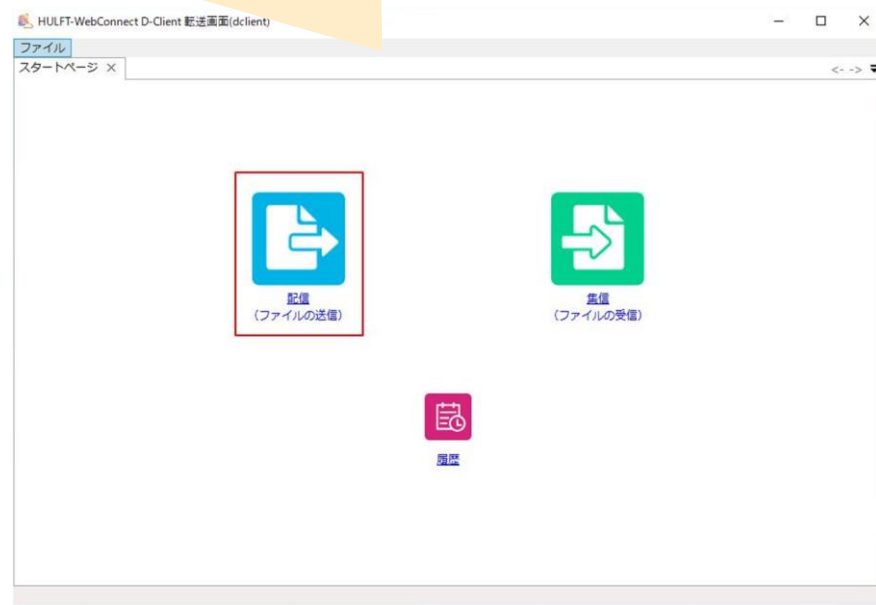 HULFT-WebConnect D-Client 転送画面(dclient)
ファイル
スタートページ ×
<- ->
配信
(ファイルの送信)
集信
(ファイルの受信)
履歴